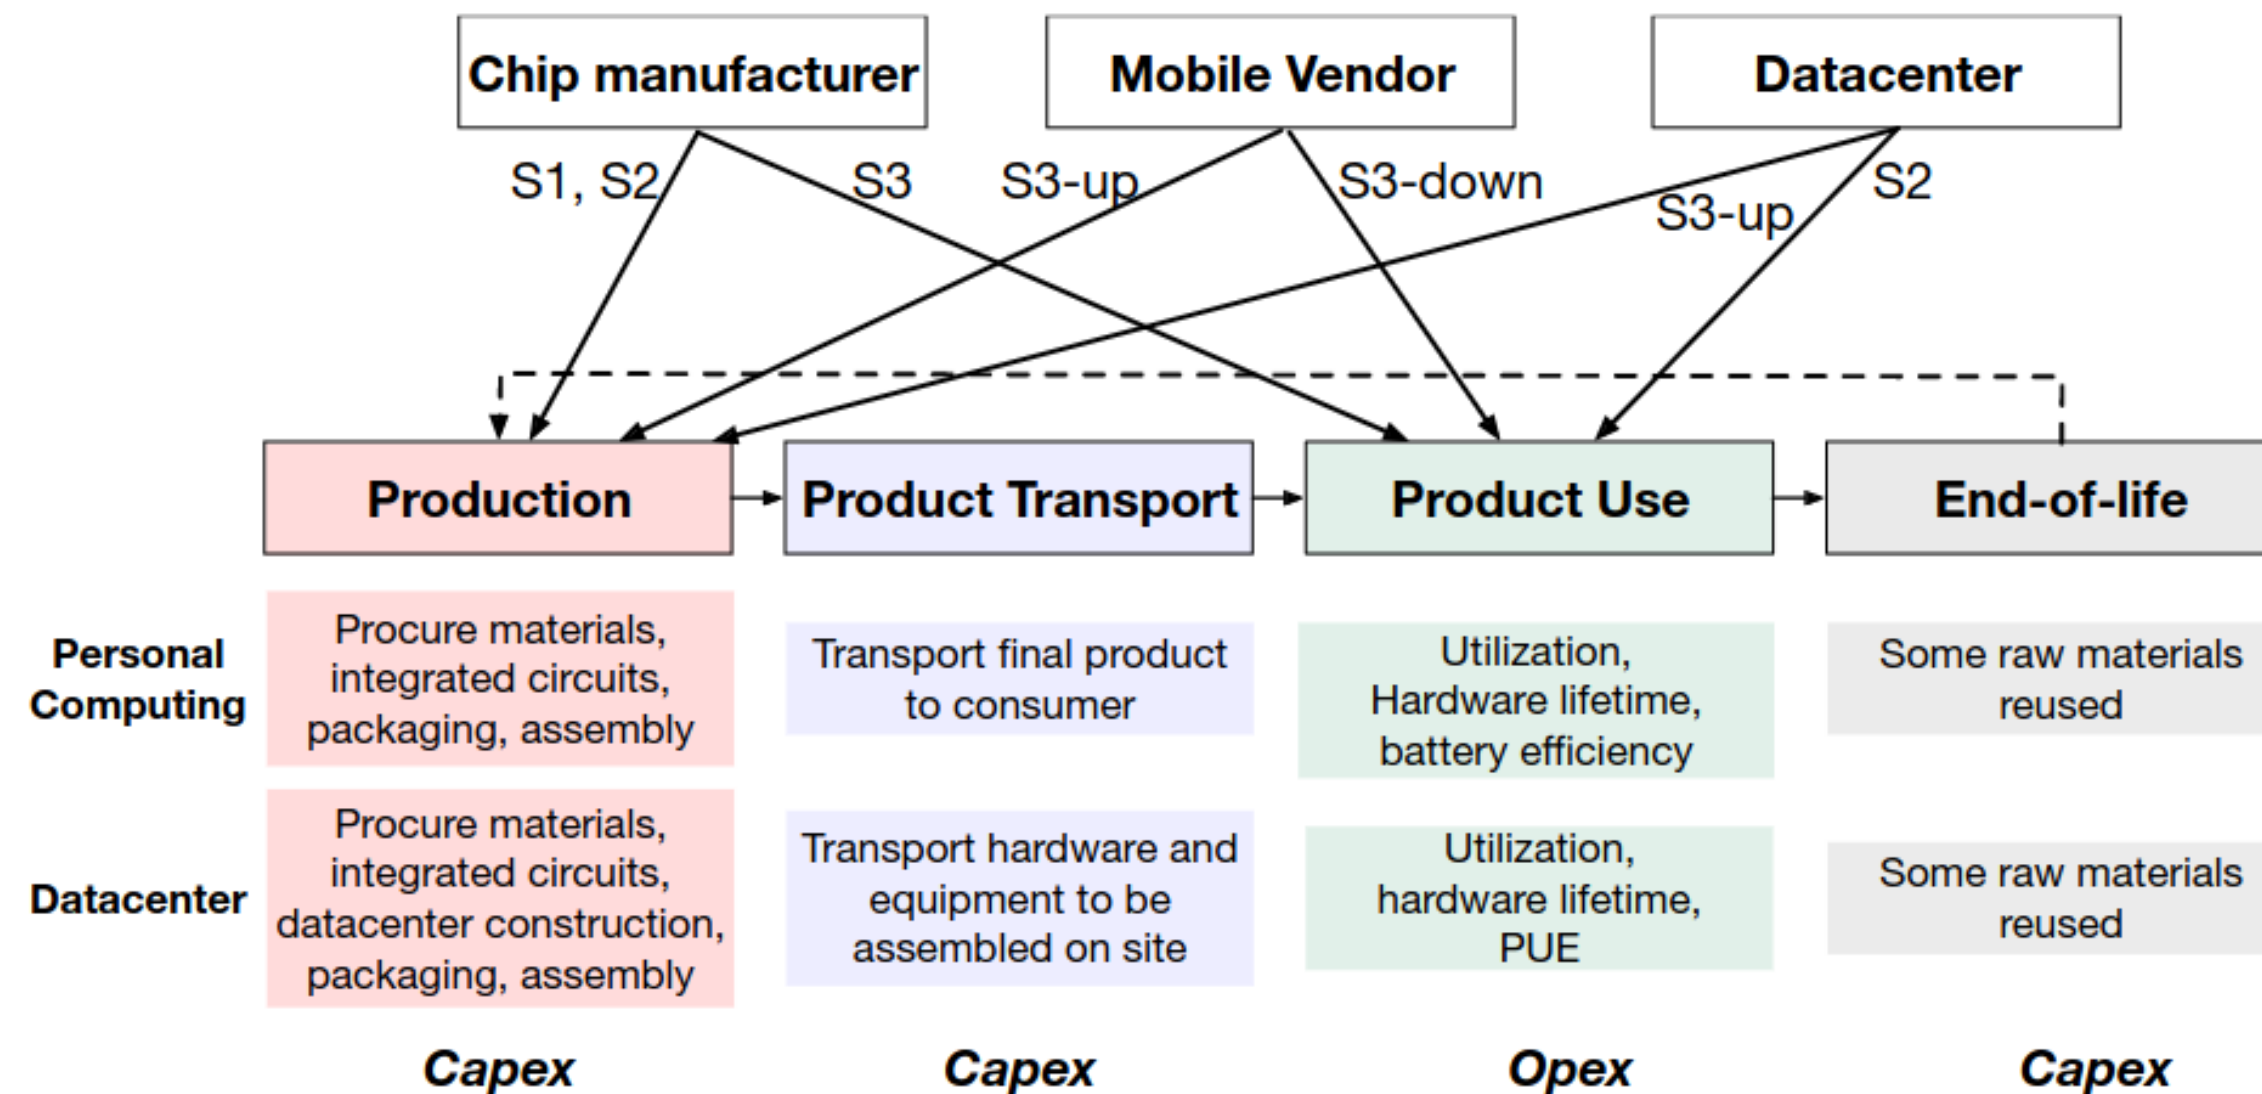 Chip manufacturer
Mobile Vendor
Datacenter
S1, S2
S3
S3-up
S3-down
S3-up
S2
Production
Product Transport
Product Use
End-of-life
Personal
Computing
Procure materials,
integrated circuits,
packaging, assembly
Transport final product
to consumer
Utilization,
Hardware lifetime,
battery efficiency
Some raw materials
reused
Datacenter
Procure materials,
integrated circuits,
datacenter construction,
packaging, assembly
Transport hardware and
equipment to be
assembled on site
Utilization,
hardware lifetime,
PUE
Some raw materials
reused
Capex
Capex
Opex
Capex